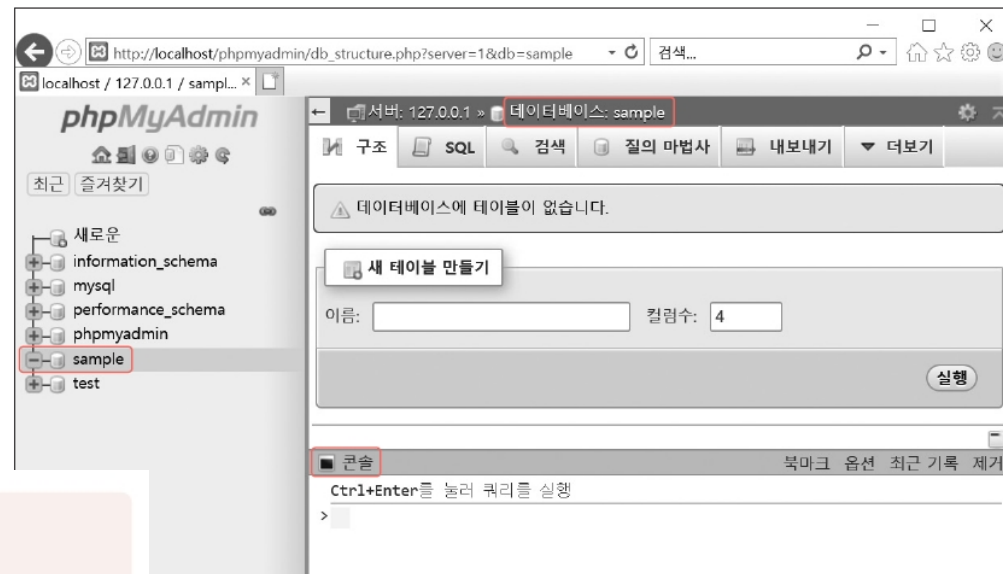 http://localhost/phpmyadmin/db_structure.php?server=1&db=sample
검색...
localhost / 127.0.0.1 / sampl... ×
phpMyAdmin
최근 즐겨찾기
새로운
information_schema
mysql
performance_schema
phpmyadmin
sample
test
서버: 127.0.0.1 » 데이터베이스: sample
구조 SQL 검색 질의 마법사 내보내기 더보기
데이터베이스에 테이블이 없습니다.
새 테이블 만들기
이름: 컬럼수: 4
실행
콘솔 북마크 옵션 최근 기록 제거
Ctrl+Enter를 눌러 쿼리를 실행
>